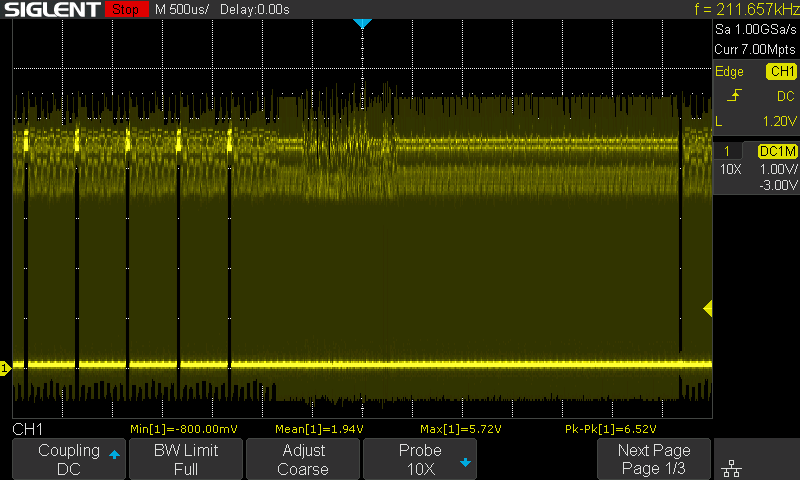 SIGLENT Stop M 500us/ Delay:0.00s f = 211.657kHz
Sa 1.00GSa/s
Curr 7.00Mpts
Edge CH1
DC
L 1.20V
1 DC1M
10X 1.00V/
-3.00V
1
CH1 Min[1]=-800.00mV Mean[1]=1.94V Max[1]=5.72V Pk-Pk[1]=6.52V
Coupling BW Limit Adjust Probe Next Page
DC Full Coarse 10X Page 1/3